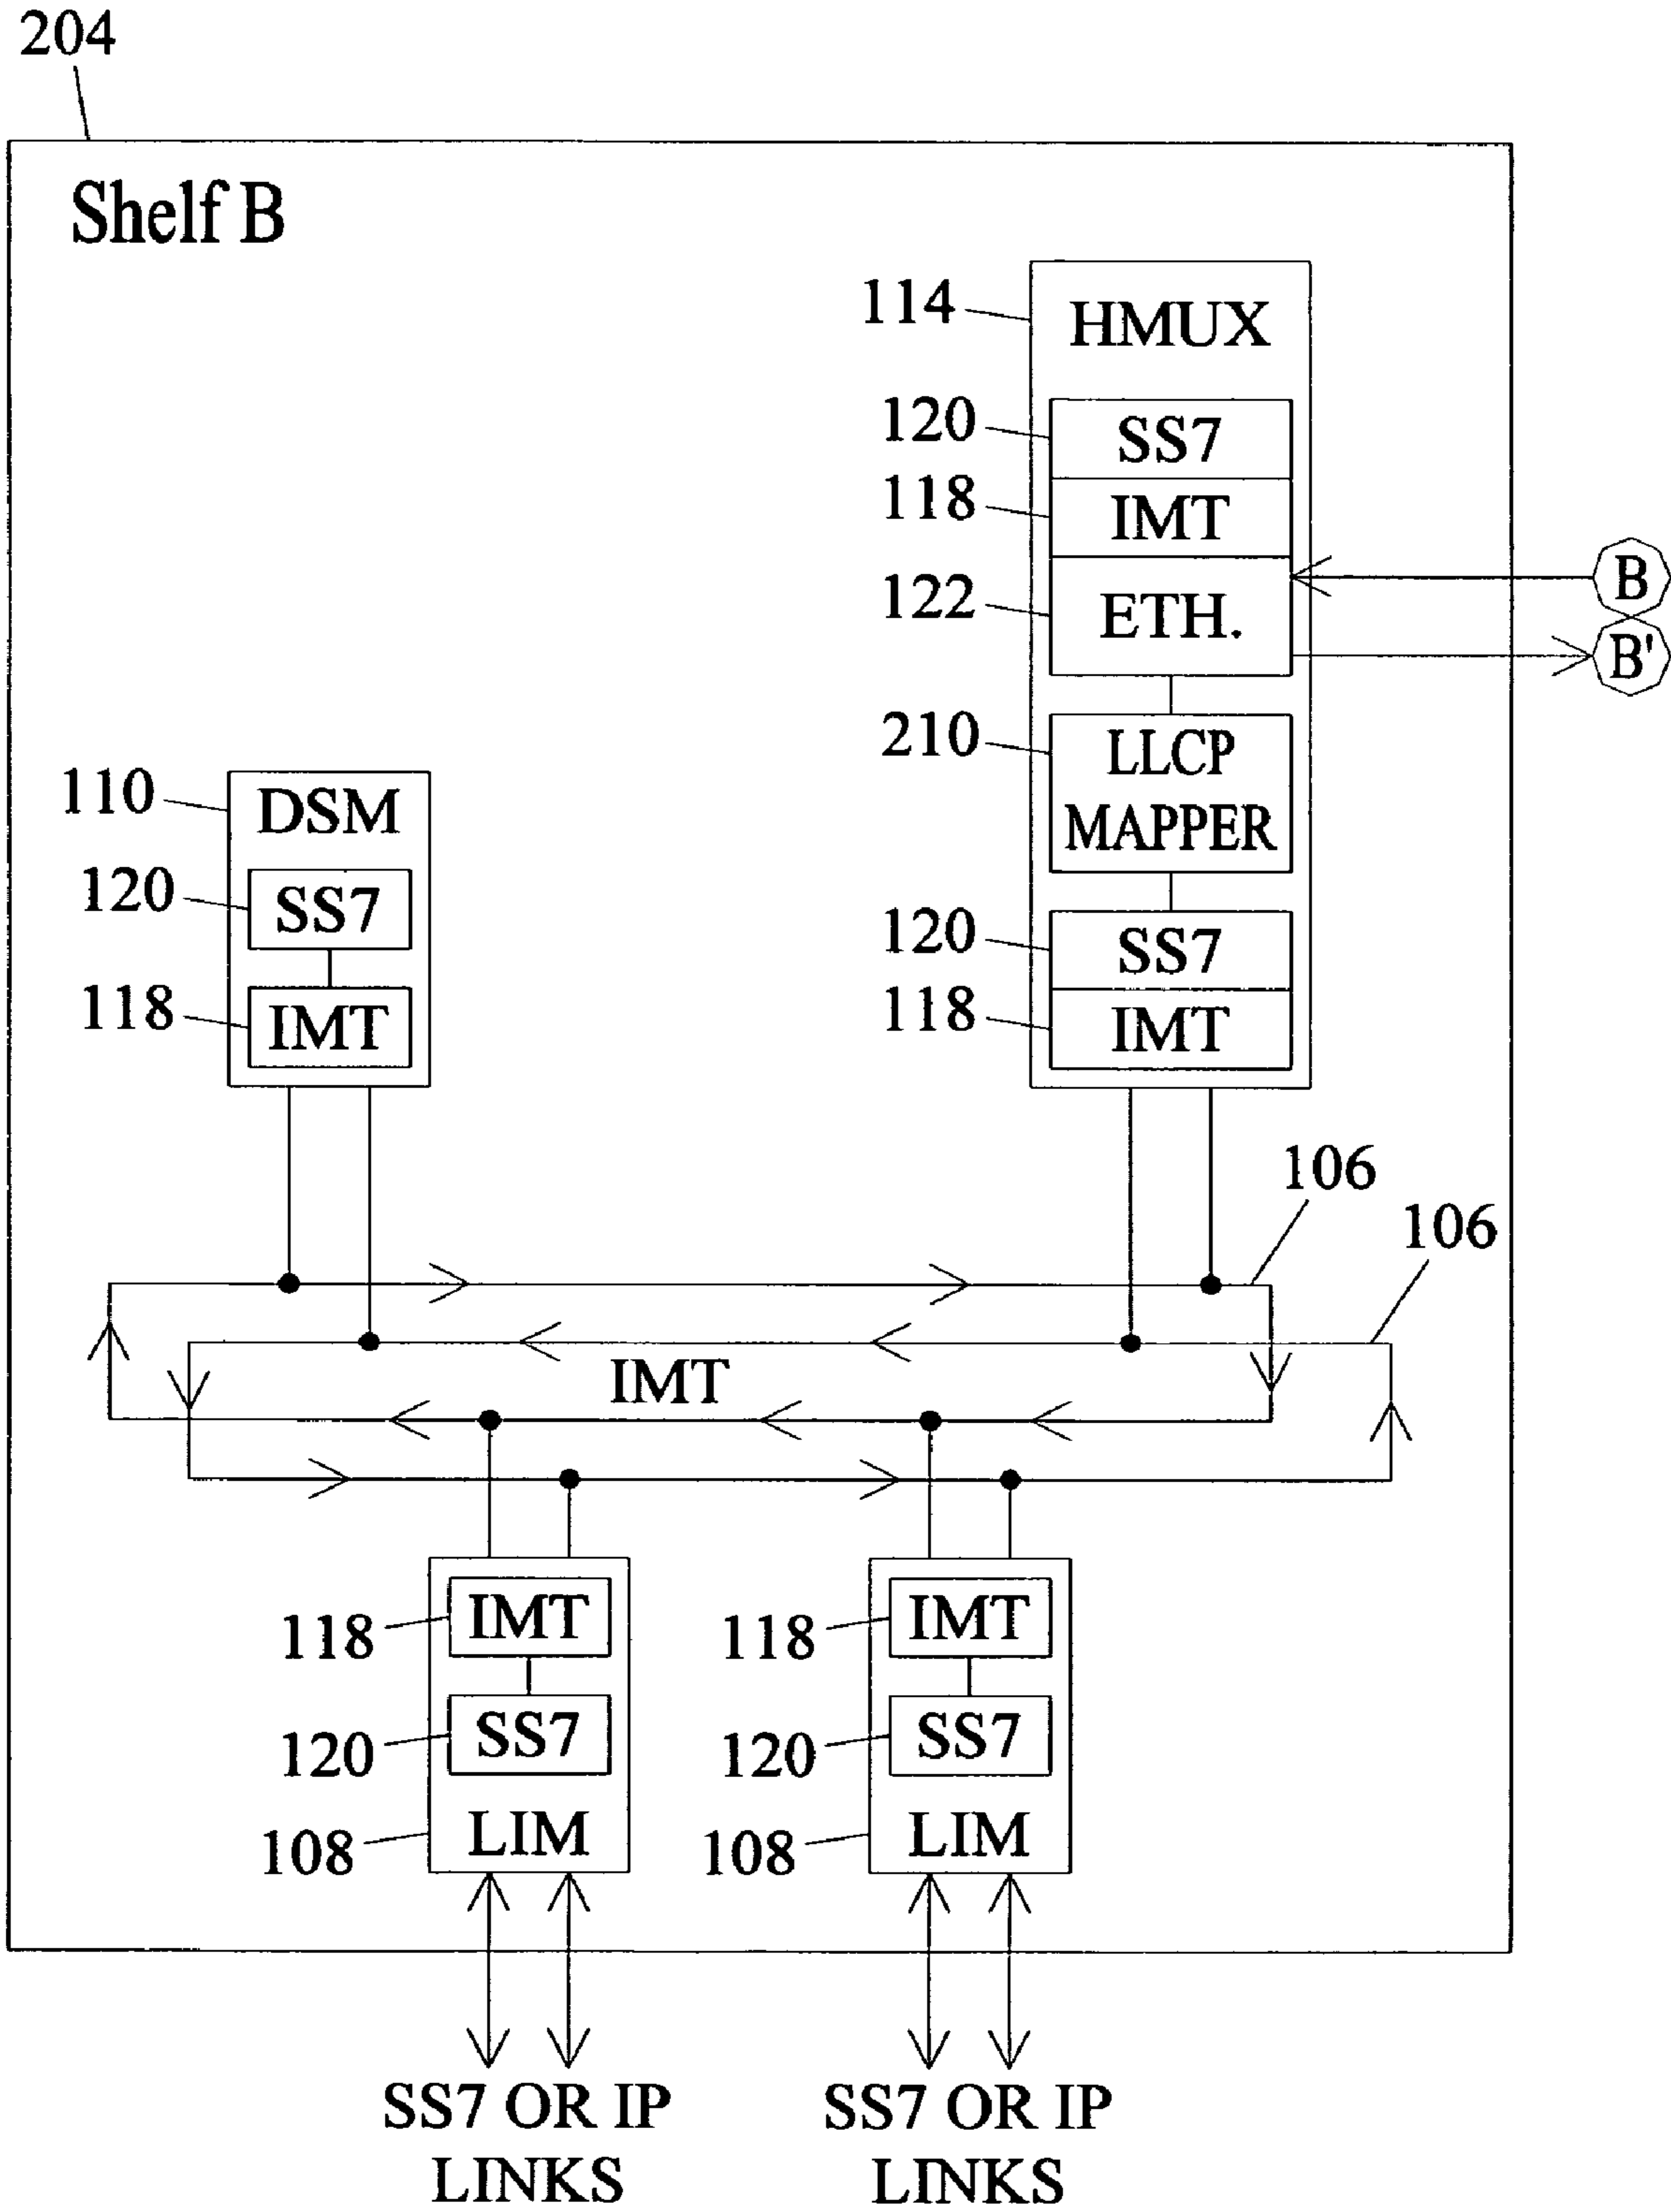 204
Shelf B
114
HMUX
120
SS7
118
IMT
122
ETH.
B
B'
210
LLCP
MAPPER
120
SS7
118
IMT
110
DSM
120
SS7
118
IMT
106
106
IMT
118
IMT
120
SS7
108
LIM
118
IMT
120
SS7
108
LIM
SS7 OR IP
LINKS
SS7 OR IP
LINKS